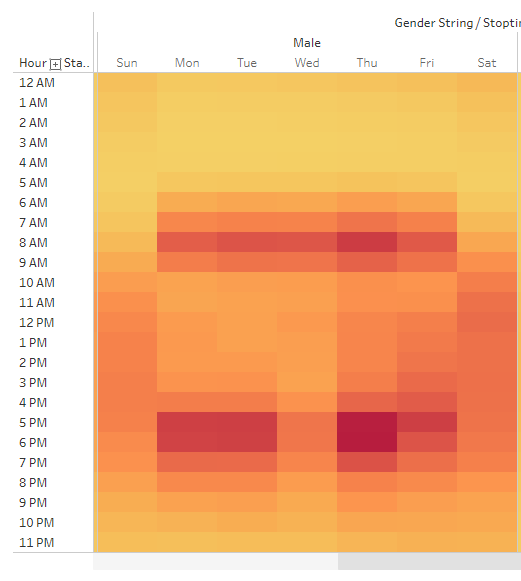 Gender String / Stoptin
Male
Hour Sta.. Sun Mon Tue Wed Thu Fri Sat
12 AM
1 AM
2 AM
3 AM
4 AM
5 AM
6 AM
7 AM
8 AM
9 AM
10 AM
11 AM
12 PM
1 PM
2 PM
3 PM
4 PM
5 PM
6 PM
7 PM
8 PM
9 PM
10 PM
11 PM